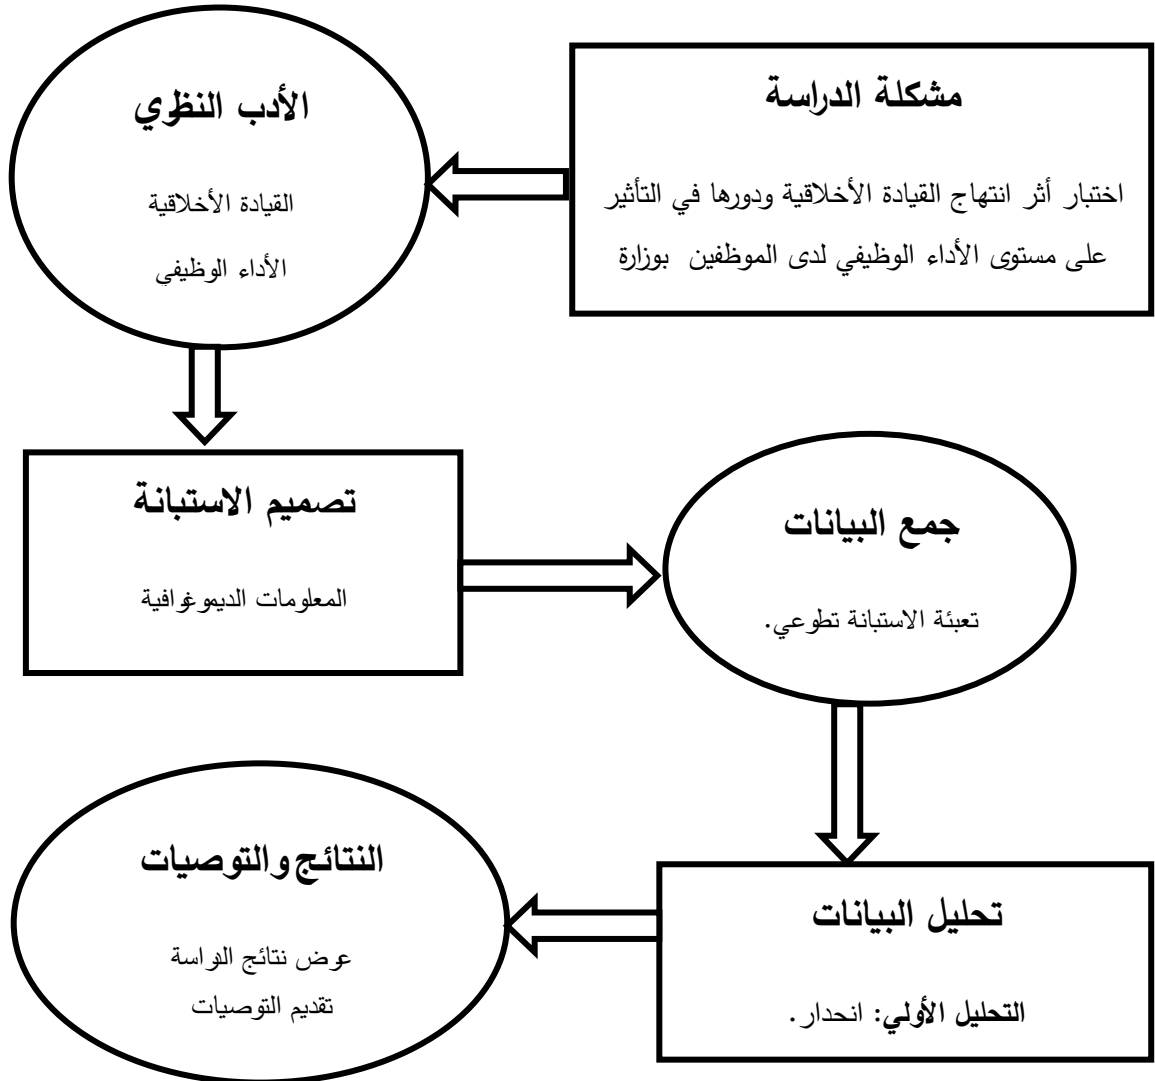 مشكلة الدراسة
اختبار أثر انتهاج القيادة الأخلاقية ودورها في التأثير
على مستوى الأداء الوظيفي لدى الموظفين بوزارة
الأدب النظري
القيادة الأخلاقية
الأداء الوظيفي
تصميم الاستبانة
المعلومات الديموغرافية
جمع البيانات
تعبئة الاستبانة تطوعي.
تحليل البيانات
التحليل الأولي: انحدار.
النتائج والتوصيات
عرض نتائج الدراسة
تقديم التوصيات